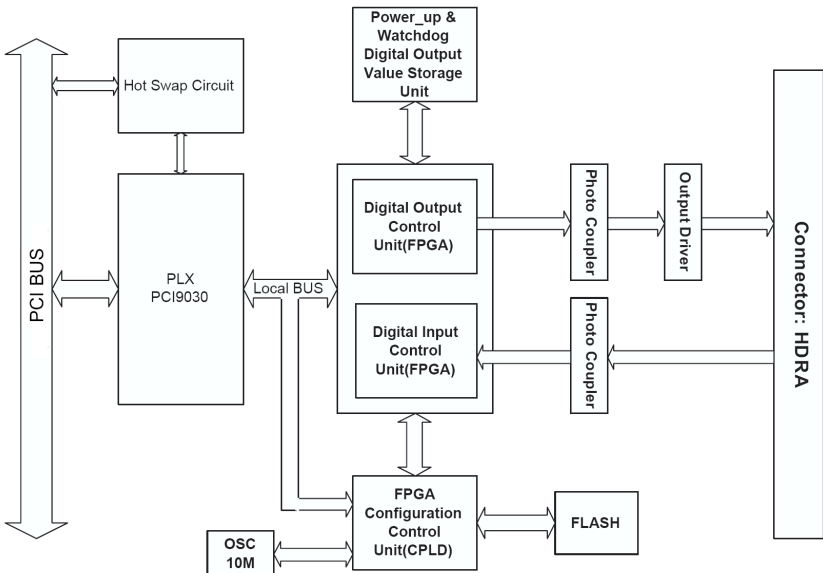 Power_up &
Watchdog
Digital Output
Value Storage
Unit
Hot Swap Circuit
PCI BUS
PLX
PCI9030
Local BUS
Digital Output
Control
Unit(FPGA)
Photo Coupler
Output Driver
Connector: HDRA
Digital Input
Control
Unit(FPGA)
Photo Coupler
FPGA
Configuration
Control
Unit(CPLD)
FLASH
OSC
10M